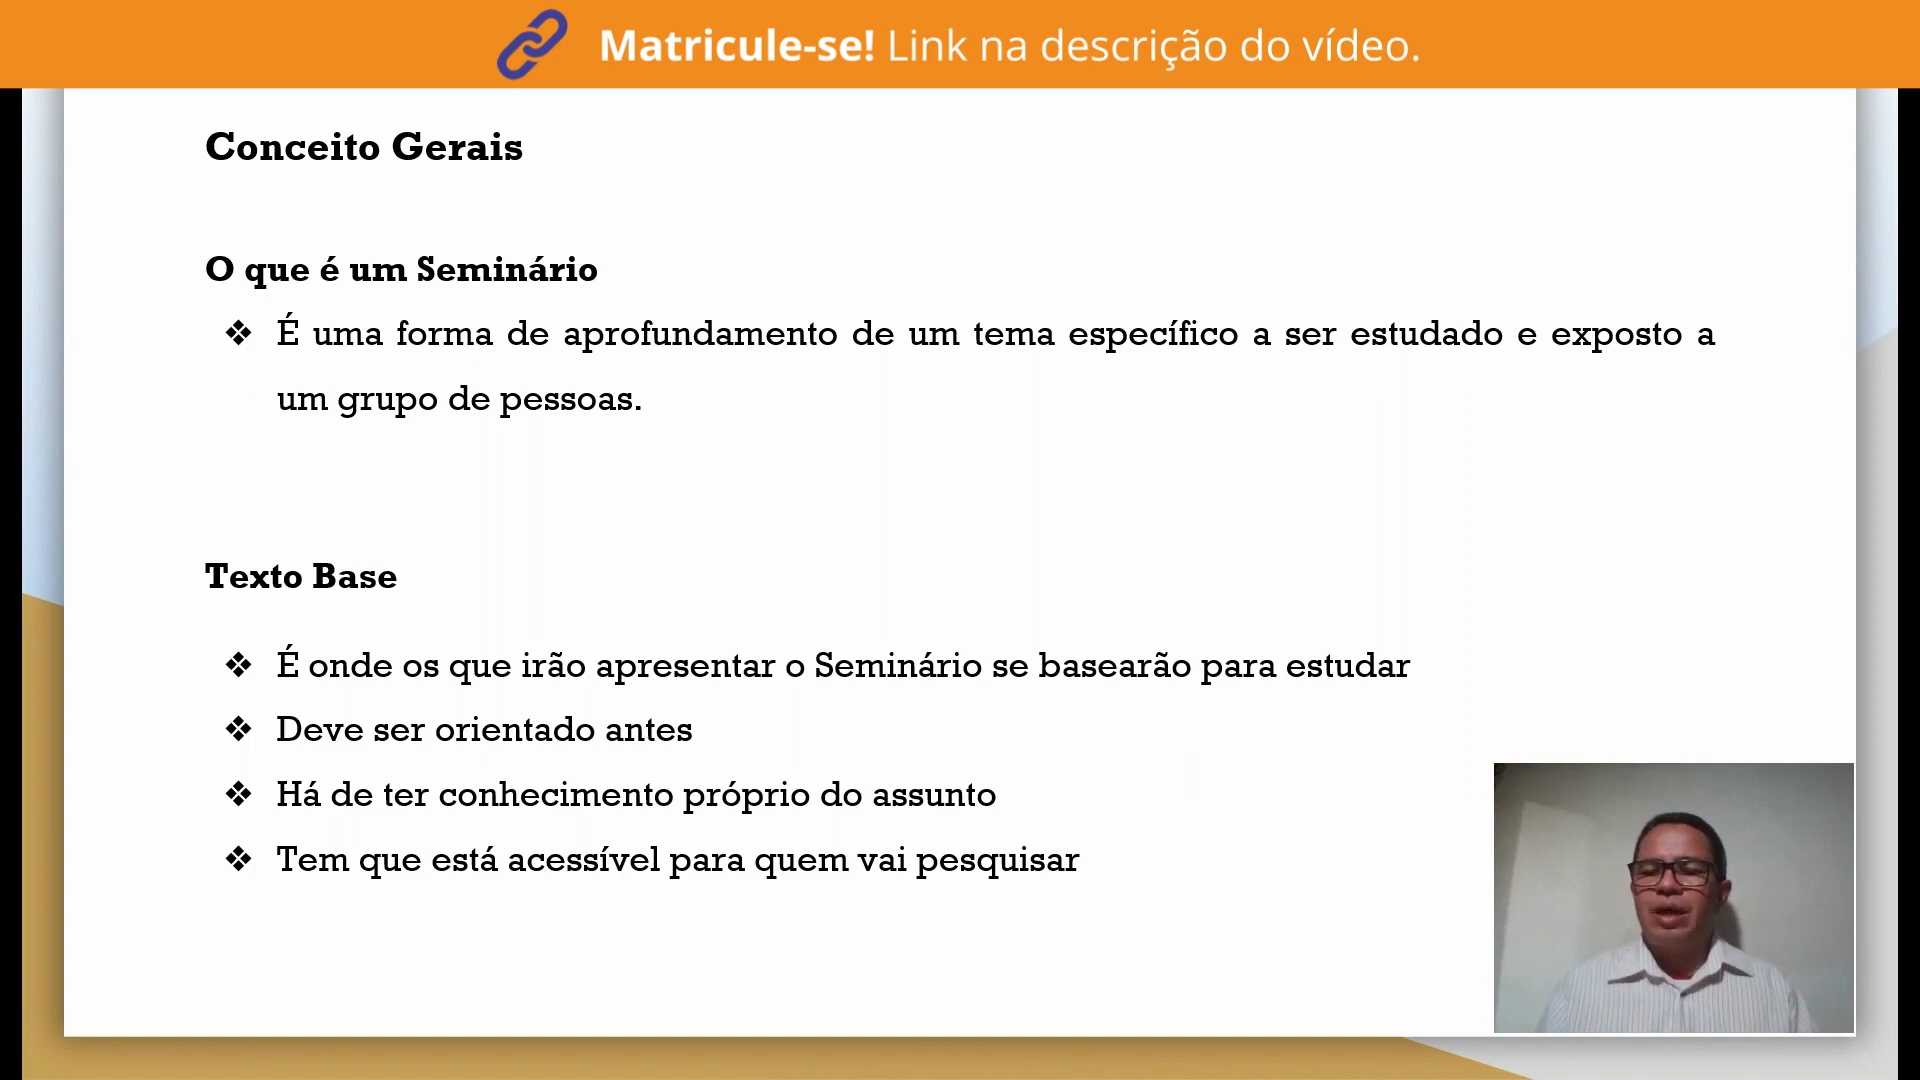 Matricule-se! Link na descrição do vídeo.
Conceito Gerais
O que é um Seminário
❖ É uma forma de aprofundamento de um tema específico a ser estudado e exposto a
um grupo de pessoas.
Texto Base
❖ É onde os que irão apresentar o Seminário se basearão para estudar
❖ Deve ser orientado antes
❖ Há de ter conhecimento próprio do assunto
❖ Tem que está acessível para quem vai pesquisar